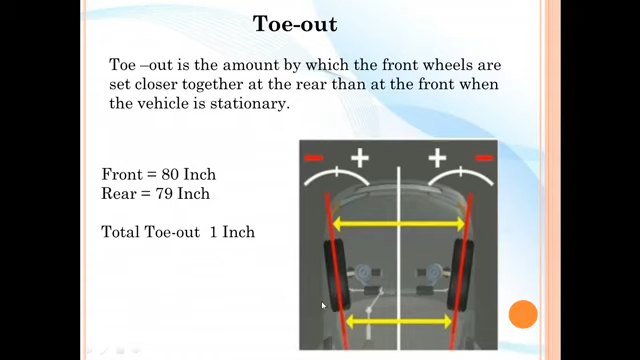 Toe-out
Toe –out is the amount by which the front wheels are
set closer together at the rear than at the front when
the vehicle is stationary.
Front = 80 Inch
Rear = 79 Inch
Total Toe-out  1 Inch
− + + −